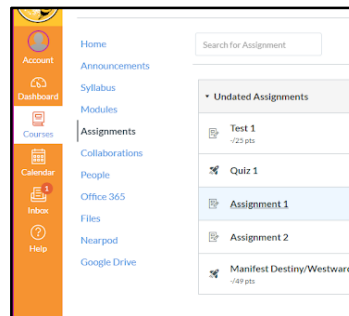 Account
Dashboard
Courses
Calendar
1
Inbox
Help
Home
Announcements
Syllabus
Modules
Assignments
Collaborations
People
Office 365
Files
Nearpod
Google Drive
Search for Assignment
Undated Assignments
Test 1
-/25 pts
Quiz 1
Assignment 1
Assignment 2
Manifest Destiny/Westward
-/49 pts